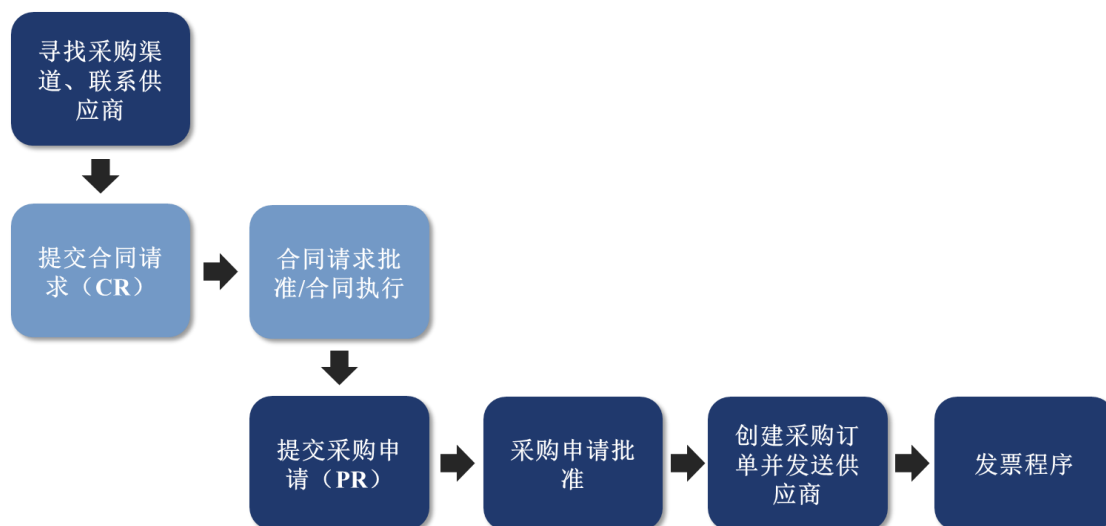 寻找采购渠
道、联系供
应商
提交合同请
求（CR）
合同请求批
准/合同执行
提交采购申
请（PR）
采购申请批
准
创建采购订
单并发送供
应商
发票程序